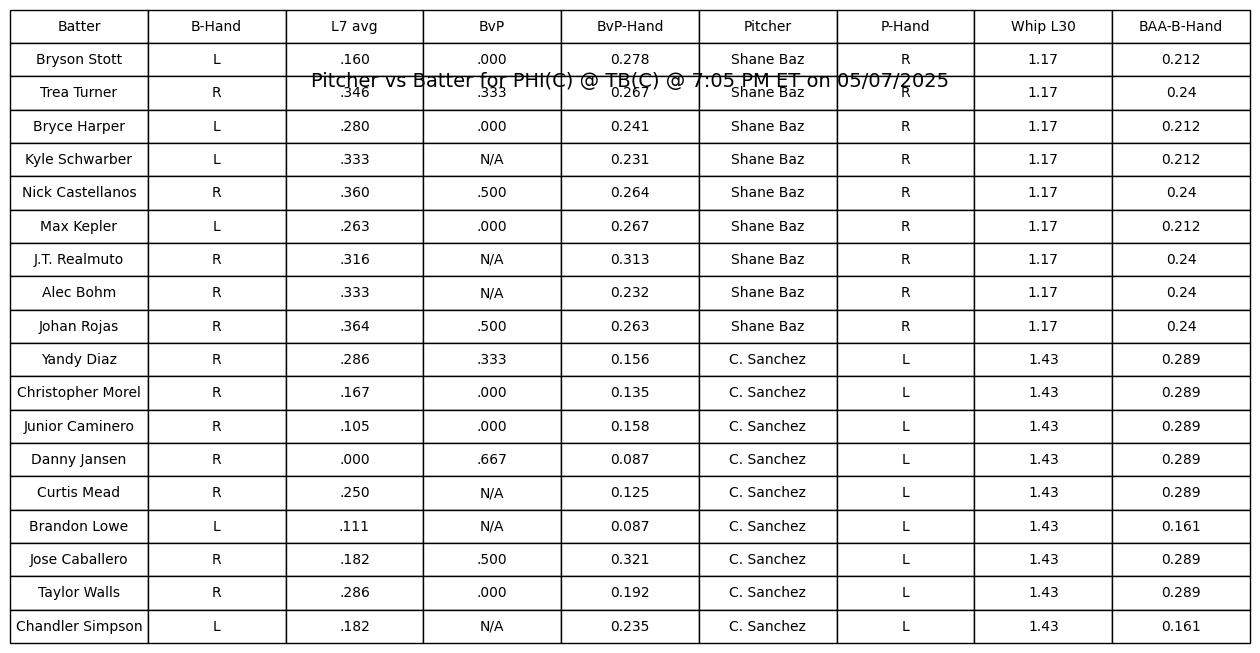 Batter B-Hand L7 avg BvP BvP-Hand Pitcher P-Hand Whip L30 BAA-B-Hand
Bryson Stott L .160 .000 0.278 Shane Baz R 1.17 0.212
Pitcher vs Batter for PHI(C) @ TB(C) @ 7:05 PM ET on 05/07/2025
Trea Turner R .346 .333 0.267 Shane Baz R 1.17 0.24
Bryce Harper L .280 .000 0.241 Shane Baz R 1.17 0.212
Kyle Schwarber L .333 N/A 0.231 Shane Baz R 1.17 0.212
Nick Castellanos R .360 .500 0.264 Shane Baz R 1.17 0.24
Max Kepler L .263 .000 0.267 Shane Baz R 1.17 0.212
J.T. Realmuto R .316 N/A 0.313 Shane Baz R 1.17 0.24
Alec Bohm R .333 N/A 0.232 Shane Baz R 1.17 0.24
Johan Rojas R .364 .500 0.263 Shane Baz R 1.17 0.24
Yandy Diaz R .286 .333 0.156 C. Sanchez L 1.43 0.289
Christopher Morel R .167 .000 0.135 C. Sanchez L 1.43 0.289
Junior Caminero R .105 .000 0.158 C. Sanchez L 1.43 0.289
Danny Jansen R .000 .667 0.087 C. Sanchez L 1.43 0.289
Curtis Mead R .250 N/A 0.125 C. Sanchez L 1.43 0.289
Brandon Lowe L .111 N/A 0.087 C. Sanchez L 1.43 0.161
Jose Caballero R .182 .500 0.321 C. Sanchez L 1.43 0.289
Taylor Walls R .286 .000 0.192 C. Sanchez L 1.43 0.289
Chandler Simpson L .182 N/A 0.235 C. Sanchez L 1.43 0.161